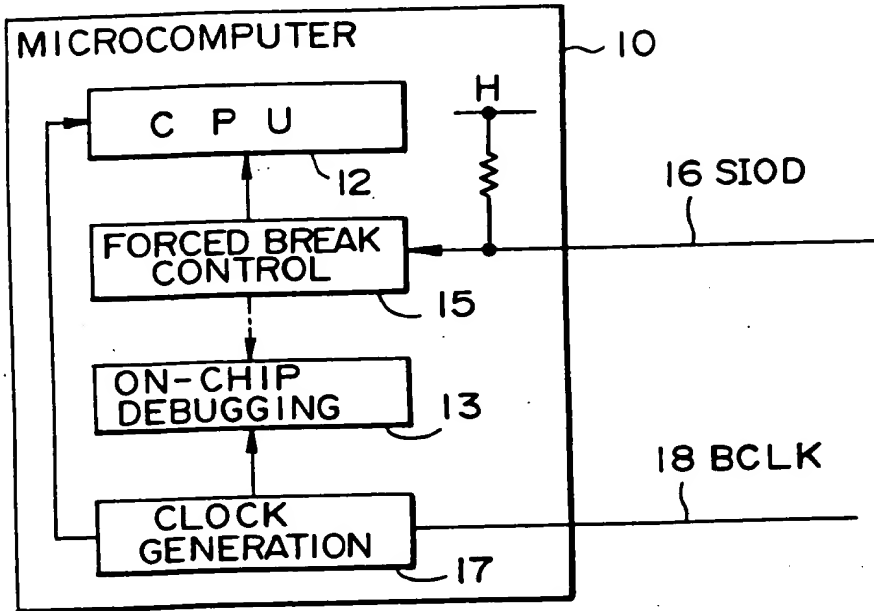 MICROCOMPUTER
10
H
C P U
12
16 SIOD
FORCED BREAK
CONTROL
15
ON-CHIP
DEBUGGING
13
18 BCLK
CLOCK
GENERATION
17